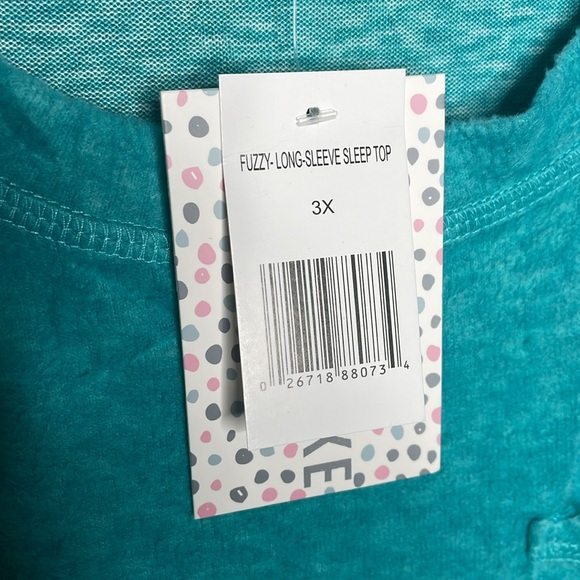 FUZZY- LONG-SLEEVE SLEEP TOP
3X
0 26718 88073 4
KE